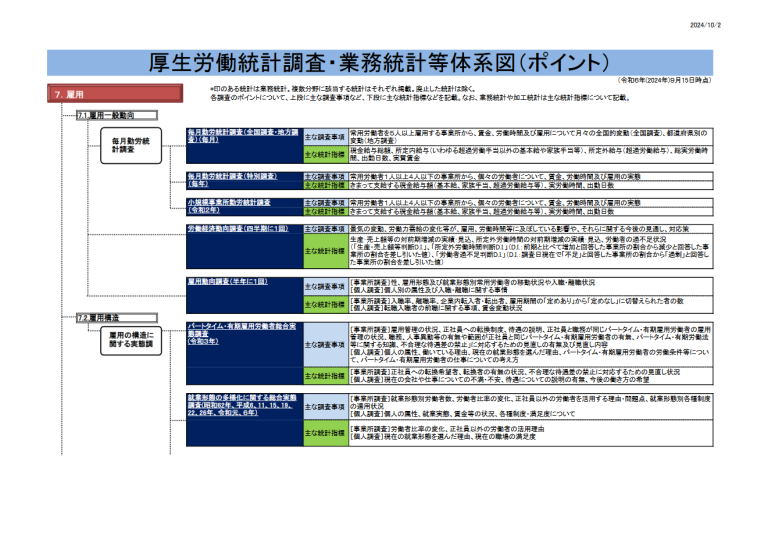 2024/10/2
厚生労働統計調査・業務統計等体系図(ポイント)
(令和6年(2024年)9月15日時点)
7. 雇用
*印のある統計は業務統計。複数分野に該当する統計はそれぞれ掲載。廃止した統計は除く。
各調査のポイントについて、上段に主な調査事項など、下段に主な統計指標などを記載。なお、業務統計や加工統計は主な統計指標について記載。
7.1.雇用一般動向
毎月勤労統
計調査
毎月勤労統計調査(全国調査・地方調
査)(毎月)
主な調査事項
常用労働者を5人以上雇用する事業所から、賃金、労働時間及び雇用について月々の全国的変動(全国調査)、都道府県別の
変動(地方調査)
主な統計指標
現金給与総額、所定内給与(いわゆる超過労働手当以外の基本給や家族手当等)、所定外給与(超過労働給与)、総実労働時
間、出勤日数、実質賃金
毎月勤労統計調査(特別調査)
(毎年)
主な調査事項
常用労働者1人以上4人以下の事業所から、個々の労働者について、賃金、労働時間及び雇用の実態
主な統計指標
きまって支給する現金給与額(基本給、家族手当、超過労働給与等)、実労働時間、出勤日数
小規模事業所勤労統計調査
(令和2年)
主な調査事項
常用労働者1人以上4人以下の事業所から、個々の労働者について、賃金、労働時間及び雇用の実態
主な統計指標
きまって支給する現金給与額(基本給、家族手当、超過労働給与等)、実労働時間、出勤日数
労働経済動向調査(四半期に1回)
主な調査事項
景気の変動、労働力需給の変化等が、雇用、労働時間等に及ぼしている影響や、それらに関する今後の見通し、対応策
主な統計指標
生産・売上額等の対前期増減の実績・見込、所定外労働時間の対前期増減の実績・見込、労働者の過不足状況
(「生産・売上額等判断D.I.」、「所定外労働時間判断D.I.」(D.I.:前期と比べて増加と回答した事業所の割合から減少と回答した事
業所の割合を差し引いた値)、「労働者過不足判断D.I.」(D.I.:調査日現在で「不足」と回答した事業所の割合から「過剰」と回答し
た事業所の割合を差し引いた値)
雇用動向調査(半年に1回)
主な調査事項
[事業所調査]性、雇用形態及び就業形態別常用労働者の移動状況や入職・離職状況
[個人調査]個人別の属性及び入職・離職に関する事情
主な統計指標
[事業所調査]入職率、離職率、企業内転入者・転出者、雇用期間の「定めあり」から「定めなし」に切替えられた者の数
[個人調査]転職入職者の前職に関する事項、賃金変動状況
7.2.雇用構造
雇用の構造に
関する実態調
パートタイム・有期雇用労働者総合実
態調査
(令和3年)
主な調査事項
[事業所調査]雇用管理の状況、正社員への転換制度、待遇の説明、正社員と職務が同じパートタイム・有期雇用労働者の雇用
管理の状況、職務、人事異動等の有無や範囲が正社員と同じパートタイム・有期雇用労働者の有無、パートタイム・有期労働法
等に関する知識、不合理な待遇差の禁止」に対応するための見直しの有無及び見直し内容
[個人調査]個人の属性、働いている理由、現在の就業形態を選んだ理由、パートタイム・有期雇用労働者の労働条件等につい
て、パートタイム・有期雇用労働者の仕事についての考え方
主な統計指標
[事業所調査]正社員への転換希望者、転換者の有無の状況、不合理な待遇差の禁止に対応するための見直し状況
[個人調査]現在の会社や仕事についての不満・不安、待遇についての説明の有無、今後の働き方の希望
就業形態の多様化に関する総合実態
調査(昭和62年、平成6、11、15、19、
22、26年、令和元、6年)
主な調査事項
[事業所調査]就業形態別労働者数、労働者比率の変化、正社員以外の労働者を活用する理由・問題点、就業形態別各種制度
の適用状況
[個人調査]個人の属性、就業実態、賃金等の状況、各種制度・満足度について
主な統計指標
[事業所調査]労働者比率の変化、正社員以外の労働者の活用理由
[個人調査]現在の就業形態を選んだ理由、現在の職場の満足度